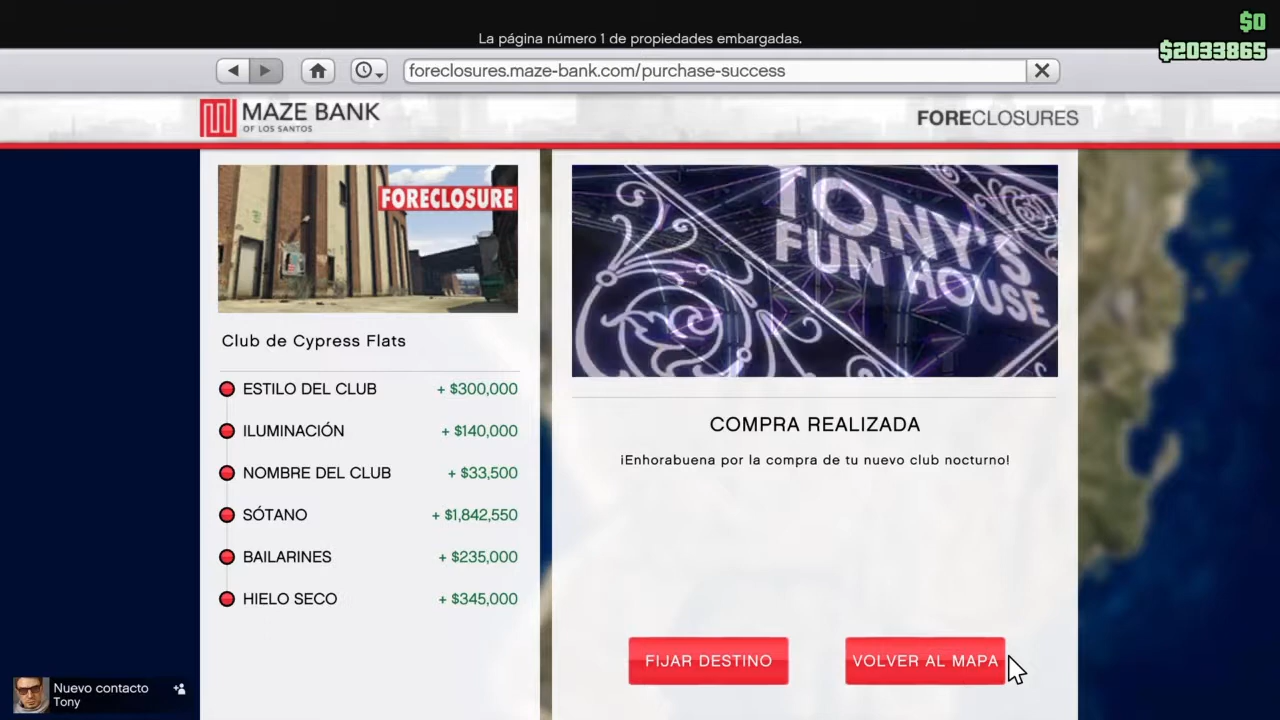 $0
La página número 1 de propiedades embargadas.
$2033865
foreclosures.maze-bank.com/purchase-success
MAZE BANK
OF LOS SANTOS
FORECLOSURES
FORECLOSURE
TONY'S
FUN HOUSE
Club de Cypress Flats
ESTILO DEL CLUB + $300,000
ILUMINACIÓN + $140,000
NOMBRE DEL CLUB + $33,500
SÓTANO + $1,842,550
BAILARINES + $235,000
HIELO SECO + $345,000
COMPRA REALIZADA
¡Enhorabuena por la compra de tu nuevo club nocturno!
FIJAR DESTINO
VOLVER AL MAPA
Nuevo contacto
Tony